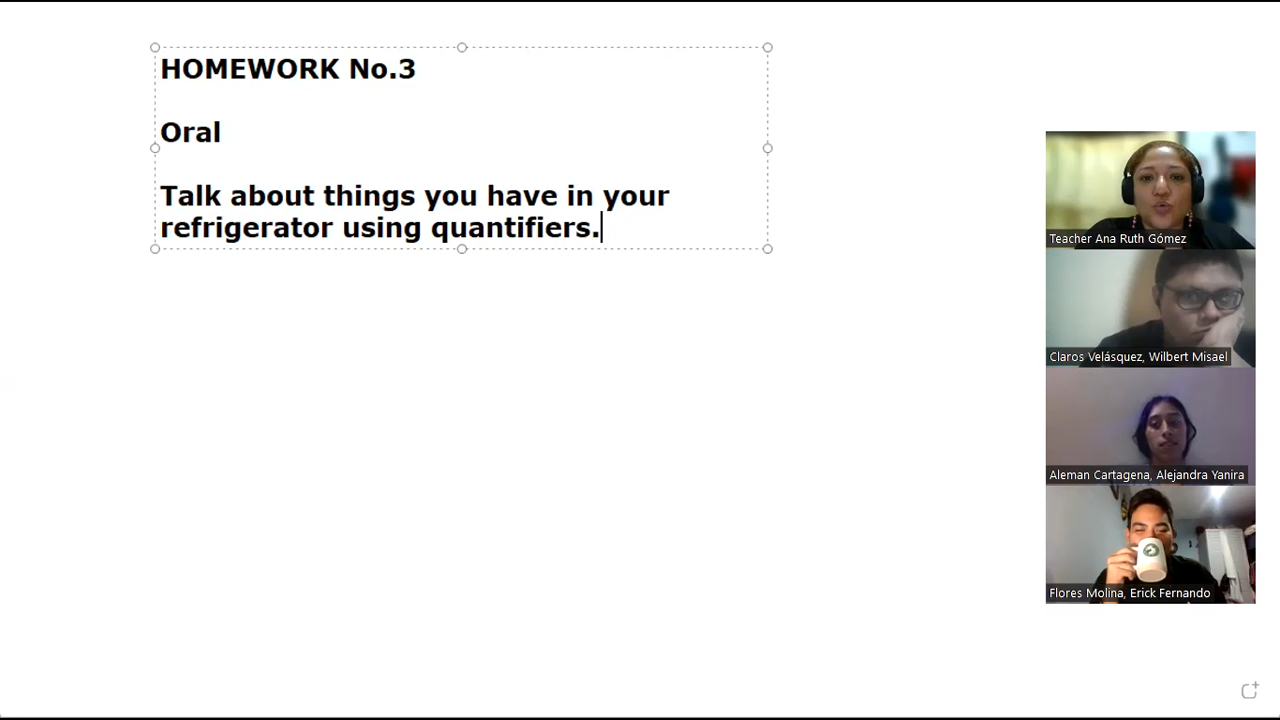 HOMEWORK No.3
Oral
Talk about things you have in your
refrigerator using quantifiers.
Teacher Ana Ruth Gómez
Claros Velásquez, Wilbert Misael
Aleman Cartagena, Alejandra Yanira
Flores Molina, Erick Fernando